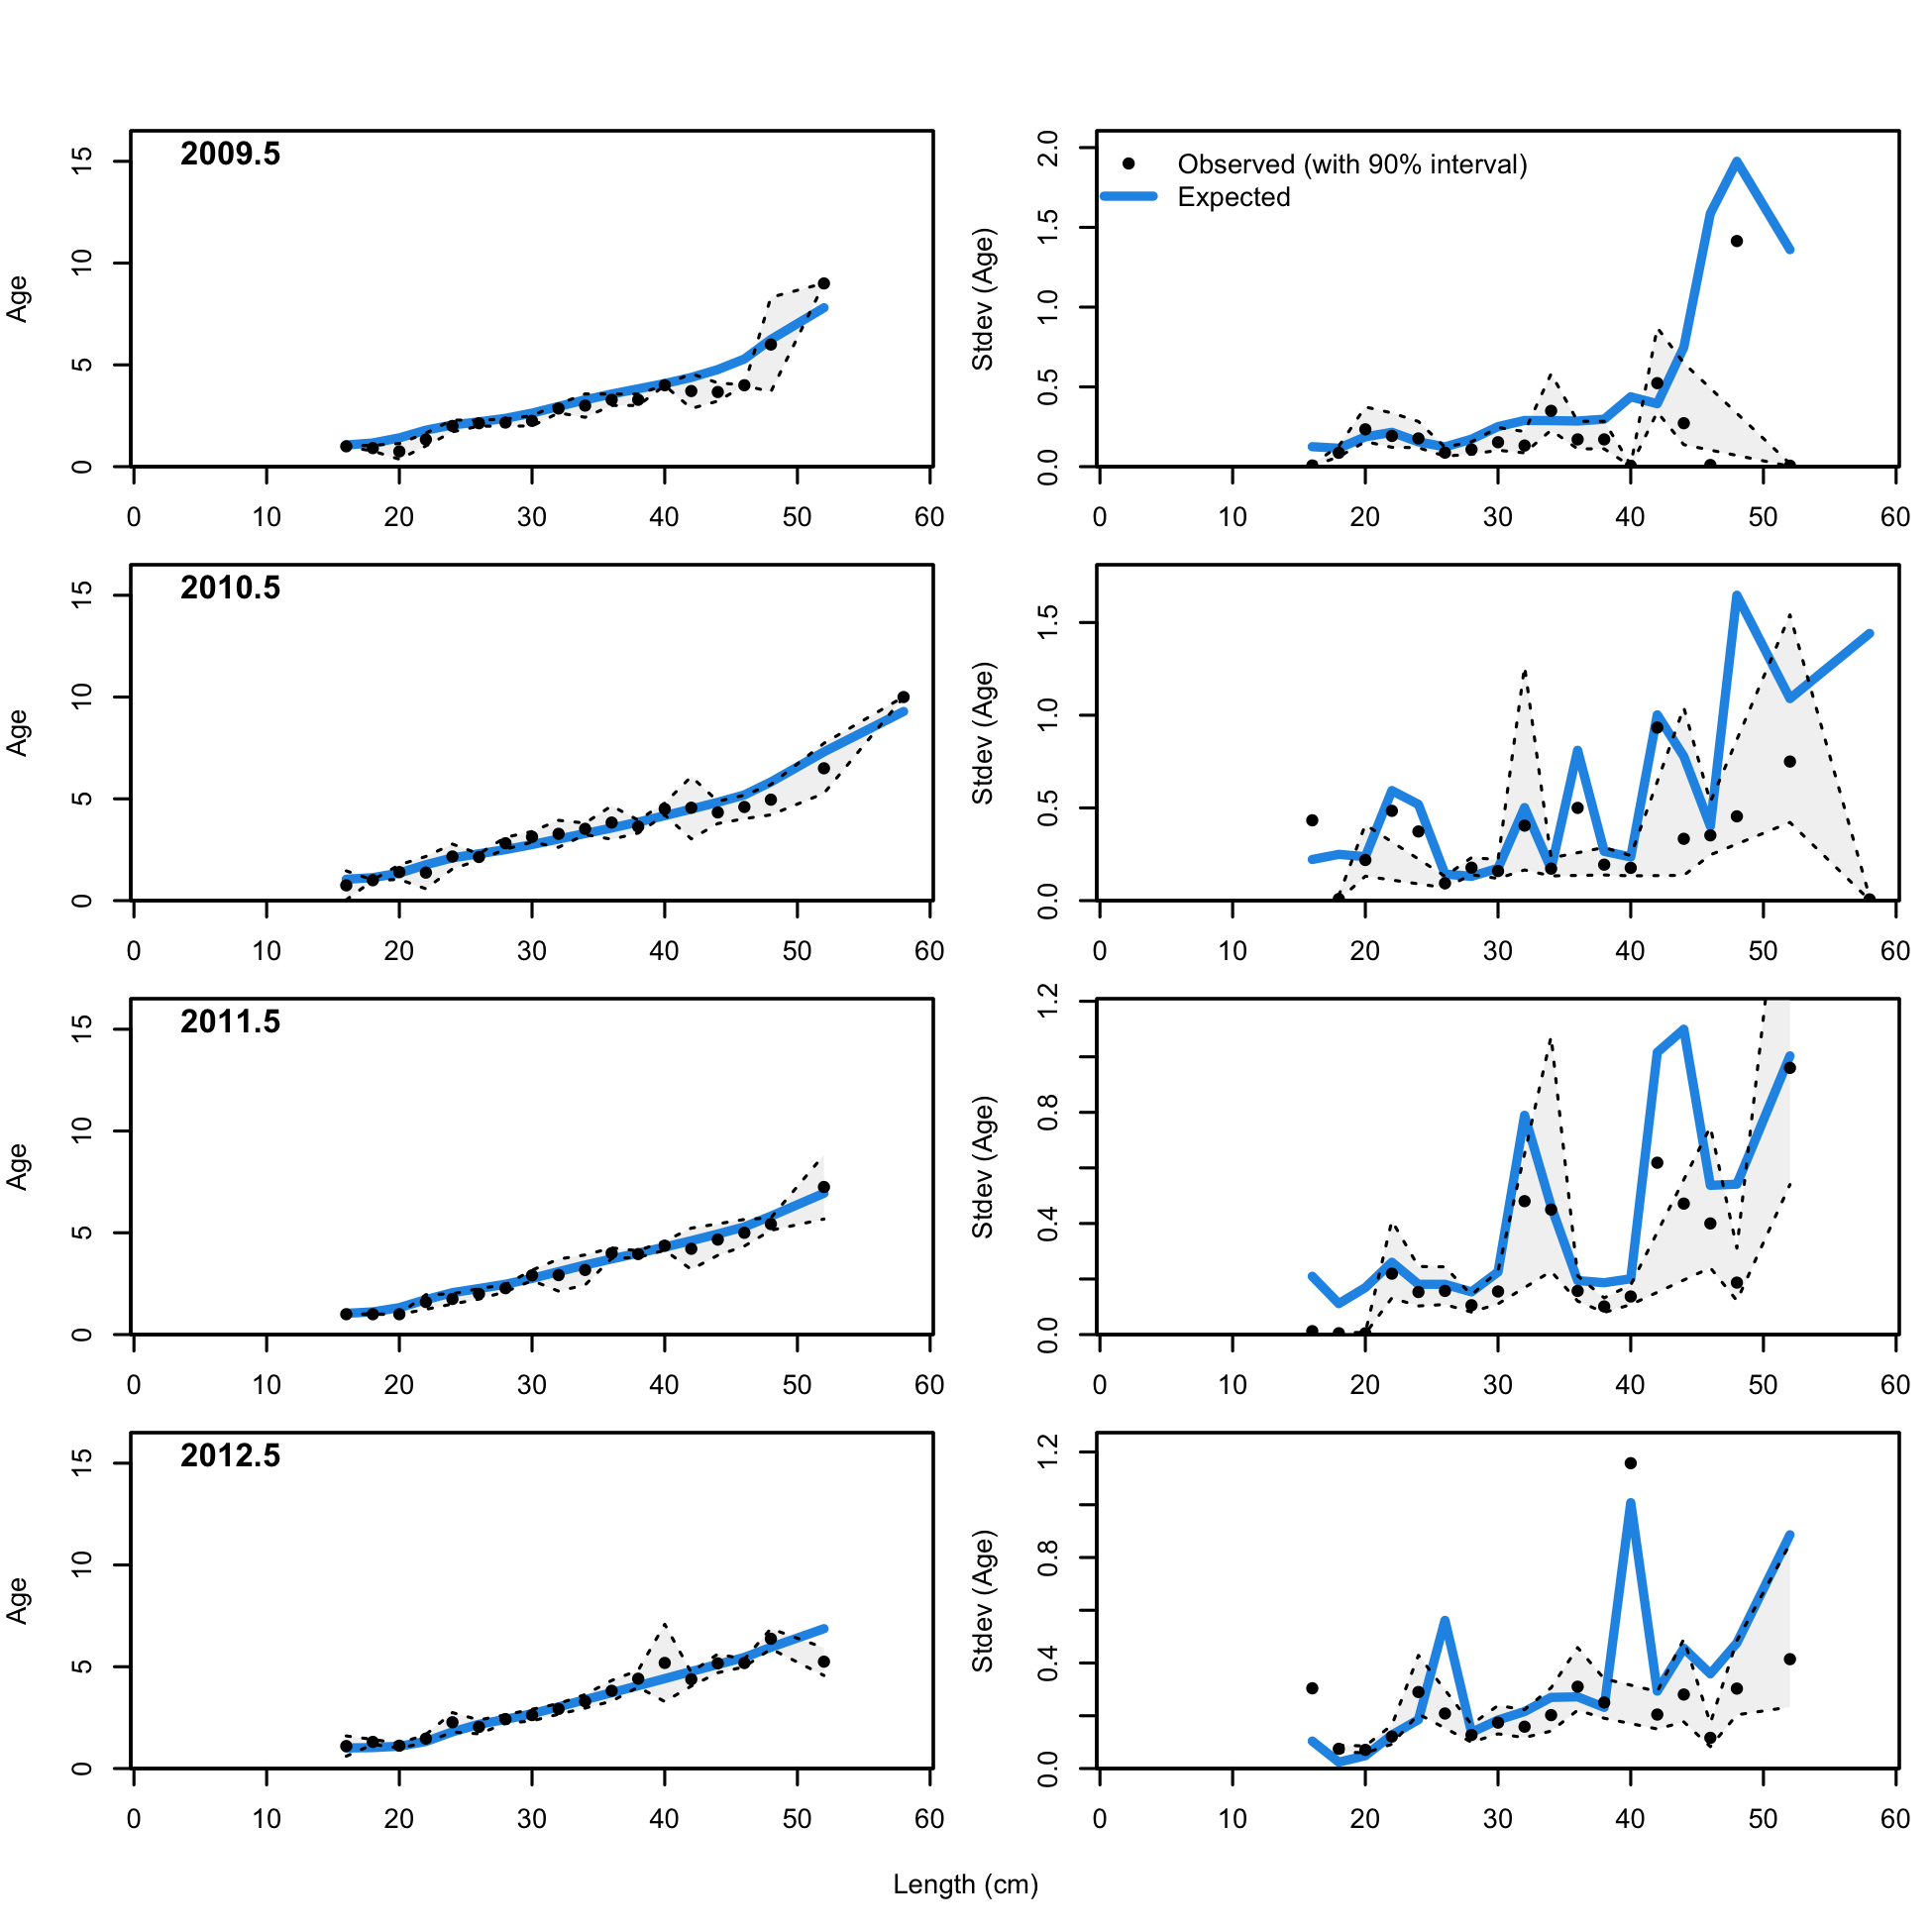 2009.5
Age
0 5 10 15
0 10 20 30 40 50 60
Observed (with 90% interval)
Expected
Stdev (Age)
0.0 0.5 1.0 1.5 2.0
0 10 20 30 40 50 60
2010.5
Age
0 5 10 15
0 10 20 30 40 50 60
Stdev (Age)
0.0 0.5 1.0 1.5
0 10 20 30 40 50 60
2011.5
Age
0 5 10 15
0 10 20 30 40 50 60
Stdev (Age)
0.0 0.4 0.8 1.2
0 10 20 30 40 50 60
2012.5
Age
0 5 10 15
0 10 20 30 40 50 60
Stdev (Age)
0.0 0.4 0.8 1.2
0 10 20 30 40 50 60
Length (cm)